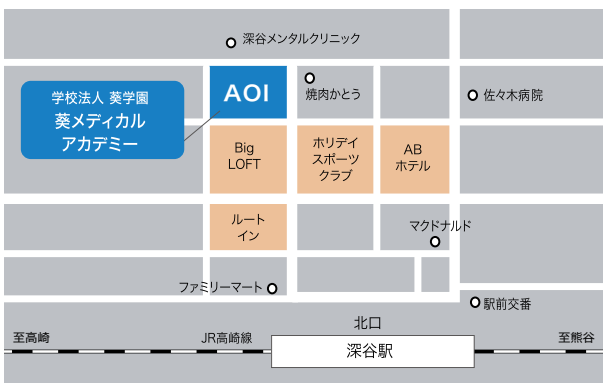 深谷メンタルクリニック
学校法人 葵学園
葵メディカル
アカデミー
AOI
焼肉かとう
佐々木病院
Big
LOFT
ホリデイ
スポーツ
クラブ
AB
ホテル
ルート
イン
マクドナルド
ファミリーマート
駅前交番
北口
至高崎
JR高崎線
深谷駅
至熊谷